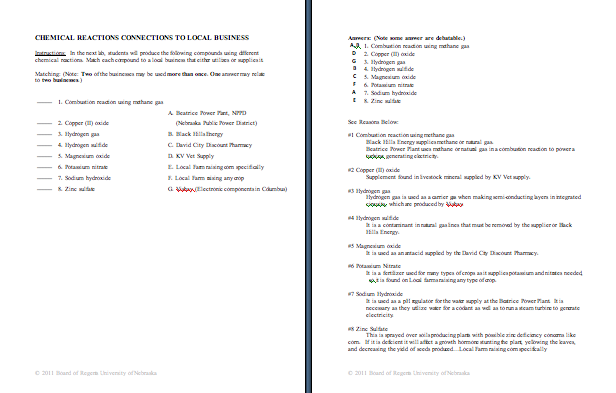 CHEMICAL REACTIONS CONNECTIONS TO LOCAL BUSINESS
Instructions: In the next lab, students will produce the following compounds using different
chemical reactions. Match each compound to a local business that either utilizes or supplies it.
Matching: (Note: Two of the businesses may be used more than once. One answer may relate
to two businesses.)
1. Combustion reaction using methane gas
A. Beatrice Power Plant, NPPD
2. Copper (II) oxide (Nebraska Public Power District)
3. Hydrogen gas B. Black Hills Energy
4. Hydrogen sulfide C. David City Discount Pharmacy
5. Magnesium oxide D. KV Vet Supply
6. Potassium nitrate E. Local Farm raising corn specifically
7. Sodium hydroxide F. Local Farm raising any crop
8. Zinc sulfate G. (Electronic components in Columbus)
© 2011 Board of Regents University of Nebraska
Answers: (Note some answer are debatable.)
A,B 1. Combustion reaction using methane gas
D 2. Copper (II) oxide
G 3. Hydrogen gas
B 4. Hydrogen sulfide
C 5. Magnesium oxide
F 6. Potassium nitrate
A 7. Sodium hydroxide
E 8. Zinc sulfate
See Reasons Below:
#1 Combustion reaction using methane gas
Black Hills Energy supplies methane or natural gas.
Beatrice Power Plant uses methane or natural gas in a combustion reaction to power a
generating electricity.
#2 Copper (II) oxide
Supplement found in livestock mineral supplied by KV Vet supply.
#3 Hydrogen gas
Hydrogen gas is used as a carrier gas when making semi-conducting layers in integrated
which are produced by
#4 Hydrogen sulfide
It is a contaminant in natural gas lines that must be removed by the supplier or Black
Hills Energy.
#5 Magnesium oxide
It is used as an antacid supplied by the David City Discount Pharmacy.
#6 Potassium Nitrate
It is a fertilizer used for many types of crops as it supplies potassium and nitrates needed,
so it is found on Local farms raising any type of crop.
#7 Sodium Hydroxide
It is used as a pH regulator for the water supply at the Beatrice Power Plant. It is
necessary as they utilize water for a coolant as well as to run a steam turbine to generate
electricity.
#8 Zinc Sulfate
This is sprayed over soils producing plants with possible zinc deficiency concerns like
corn. If it is deficient it will affect a growth hormone stunting the plant, yellowing the leaves,
and decreasing the yield of seeds produced...Local Farm raising corn specifically
© 2011 Board of Regents University of Nebraska